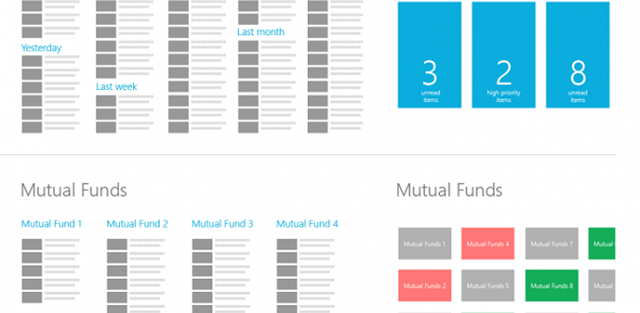 Last month
Yesterday
Last week
3
unread
items
2
high priority
items
8
unread
items
Mutual Funds
Mutual Fund 1
Mutual Fund 2
Mutual Fund 3
Mutual Fund 4
Mutual Funds
Mutual Funds 1
Mutual Funds 4
Mutual Funds 7
Mutual F
Mutual Funds 2
Mutual Funds 5
Mutual Funds 8
Mutual Fund